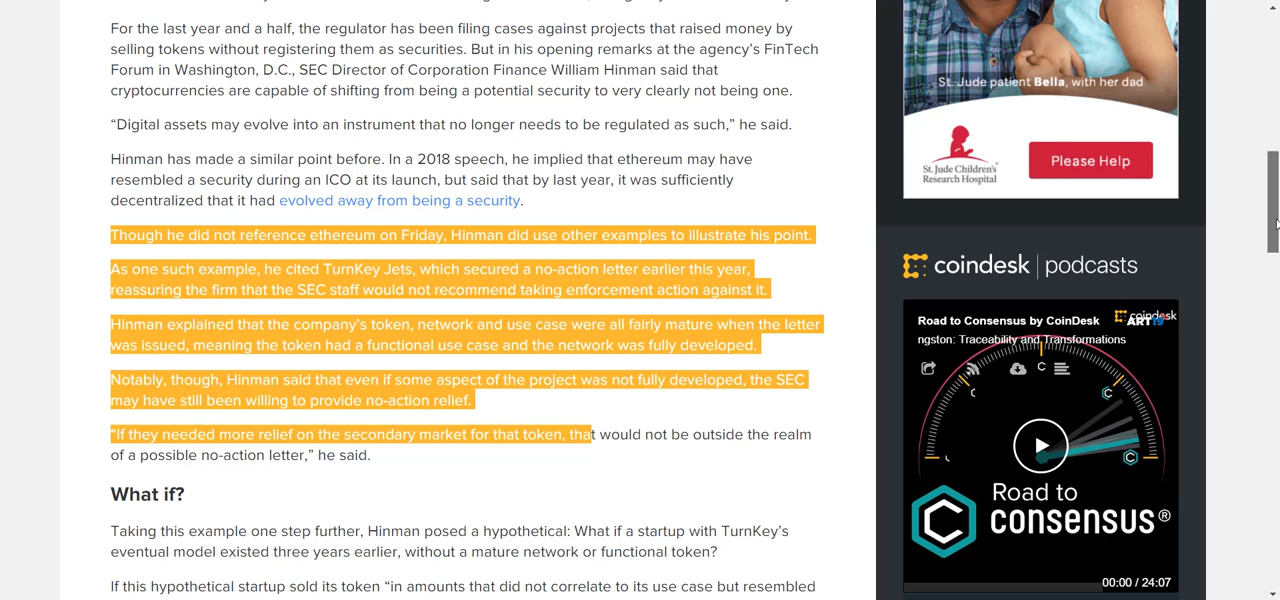 For the last year and a half, the regulator has been filing cases against projects that raised money by
selling tokens without registering them as securities. But in his opening remarks at the agency’s FinTech
Forum in Washington, D.C., SEC Director of Corporation Finance William Hinman said that
cryptocurrencies are capable of shifting from being a potential security to very clearly not being one.
“Digital assets may evolve into an instrument that no longer needs to be regulated as such,” he said.
Hinman has made a similar point before. In a 2018 speech, he implied that ethereum may have
resembled a security during an ICO at its launch, but said that by last year, it was sufficiently
decentralized that it had evolved away from being a security.
Though he did not reference ethereum on Friday, Hinman did use other examples to illustrate his point.
As one such example, he cited TurnKey Jets, which secured a no-action letter earlier this year,
reassuring the firm that the SEC staff would not recommend taking enforcement action against it.
Hinman explained that the company’s token, network and use case were all fairly mature when the letter
was issued, meaning the token had a functional use case and the network was fully developed.
Notably, though, Hinman said that even if some aspect of the project was not fully developed, the SEC
may have still been willing to provide no-action relief.
“If they needed more relief on the secondary market for that token, that would not be outside the realm
of a possible no-action letter,” he said.
What if?
Taking this example one step further, Hinman posed a hypothetical: What if a startup with TurnKey’s
eventual model existed three years earlier, without a mature network or functional token?
If this hypothetical startup sold its token “in amounts that did not correlate to its use case but resembled
St. Jude patient Bella, with her dad
St. Jude Children's
Research Hospital
Please Help
coindesk | podcasts
Road to Consensus by CoinDesk
coindesk
ART19
ngston: Traceability and Transformations
Road to
consensus®
00:00 / 24:07